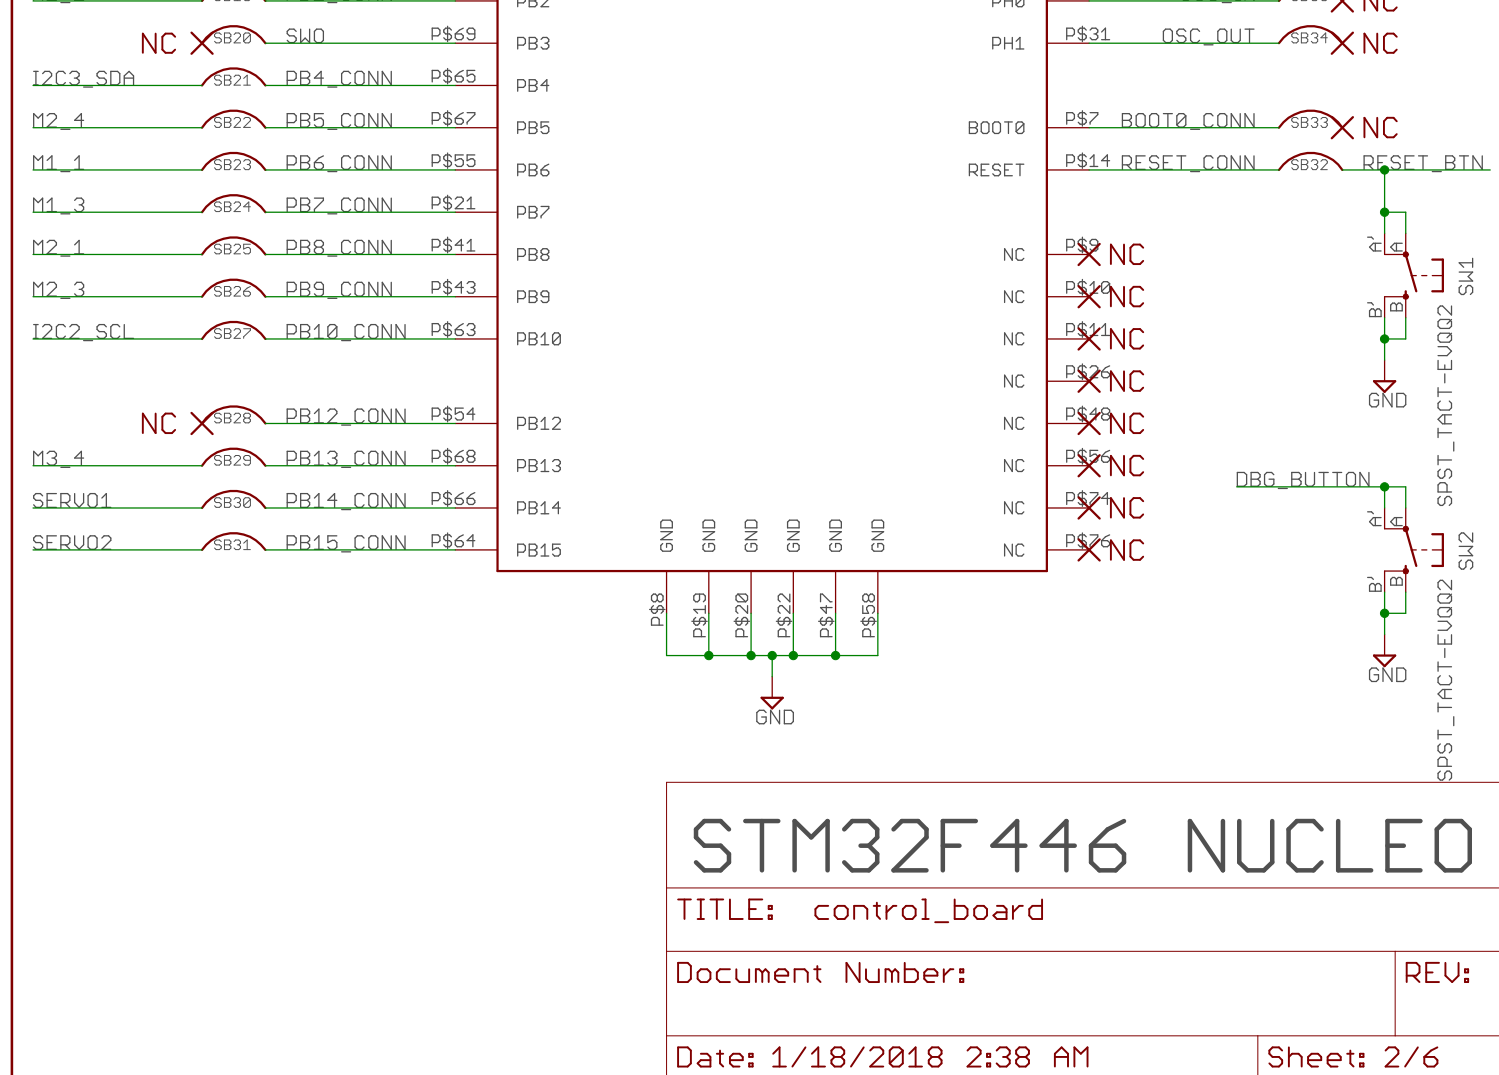 PB2
PH0
NC
NC
SB20
SWO
P$69
PB3
PH1
P$31
OSC_OUT
SB34
NC
I2C3_SDA
SB21
PB4_CONN
P$65
PB4
M2_4
SB22
PB5_CONN
P$67
PB5
BOOT0
P$7
BOOT0_CONN
SB33
NC
M1_1
SB23
PB6_CONN
P$55
PB6
RESET
P$14
RESET_CONN
SB32
RESET_BTN
M1_3
SB24
PB7_CONN
P$21
PB7
M2_1
SB25
PB8_CONN
P$41
PB8
NC
P$9
NC
A'
A
SW1
M2_3
SB26
PB9_CONN
P$43
PB9
NC
P$10
NC
B'
B
SPST_TACT-EVQQ2
I2C2_SCL
SB27
PB10_CONN
P$63
PB10
NC
P$11
NC
NC
P$26
NC
GND
NC
SB28
PB12_CONN
P$54
PB12
NC
P$48
NC
M3_4
SB29
PB13_CONN
P$68
PB13
NC
P$56
NC
DBG_BUTTON
SERVO1
SB30
PB14_CONN
P$66
PB14
NC
P$74
NC
A'
A
SW2
SERVO2
SB31
PB15_CONN
P$64
PB15
GND
GND
GND
GND
GND
GND
NC
P$76
NC
B'
B
SPST_TACT-EVQQ2
P$8
P$19
P$20
P$22
P$47
P$58
GND
GND
STM32F446 NUCLEO
TITLE: control_board
Document Number:
REV:
Date: 1/18/2018 2:38 AM
Sheet: 2/6